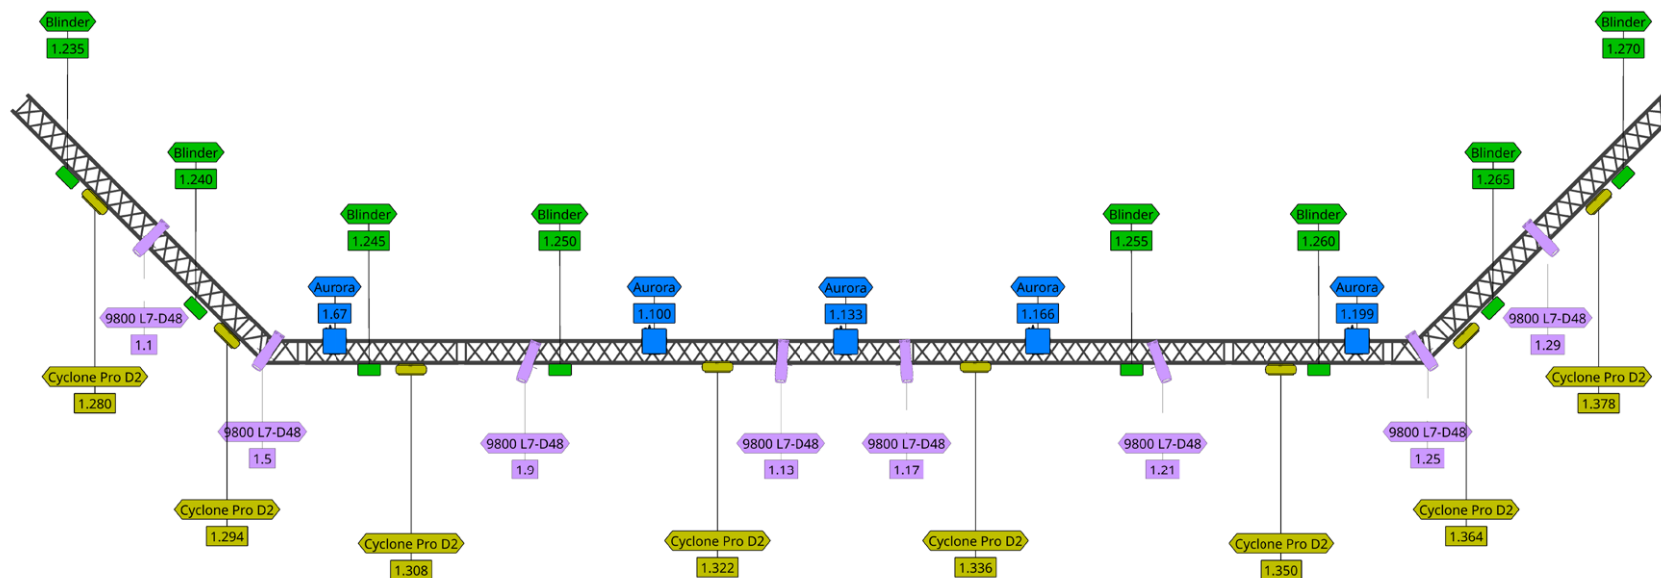 Blinder
1.235
Blinder
1.270
Blinder
1.240
Blinder
1.265
Blinder
1.245
Blinder
1.250
Blinder
1.255
Blinder
1.260
Aurora
1.67
Aurora
1.100
Aurora
1.133
Aurora
1.166
Aurora
1.199
9800 L7-D48
1.1
9800 L7-D48
1.29
Cyclone Pro D2
1.280
Cyclone Pro D2
1.378
9800 L7-D48
1.5
9800 L7-D48
1.9
9800 L7-D48
1.13
9800 L7-D48
1.17
9800 L7-D48
1.21
9800 L7-D48
1.25
Cyclone Pro D2
1.294
Cyclone Pro D2
1.308
Cyclone Pro D2
1.322
Cyclone Pro D2
1.336
Cyclone Pro D2
1.350
Cyclone Pro D2
1.364